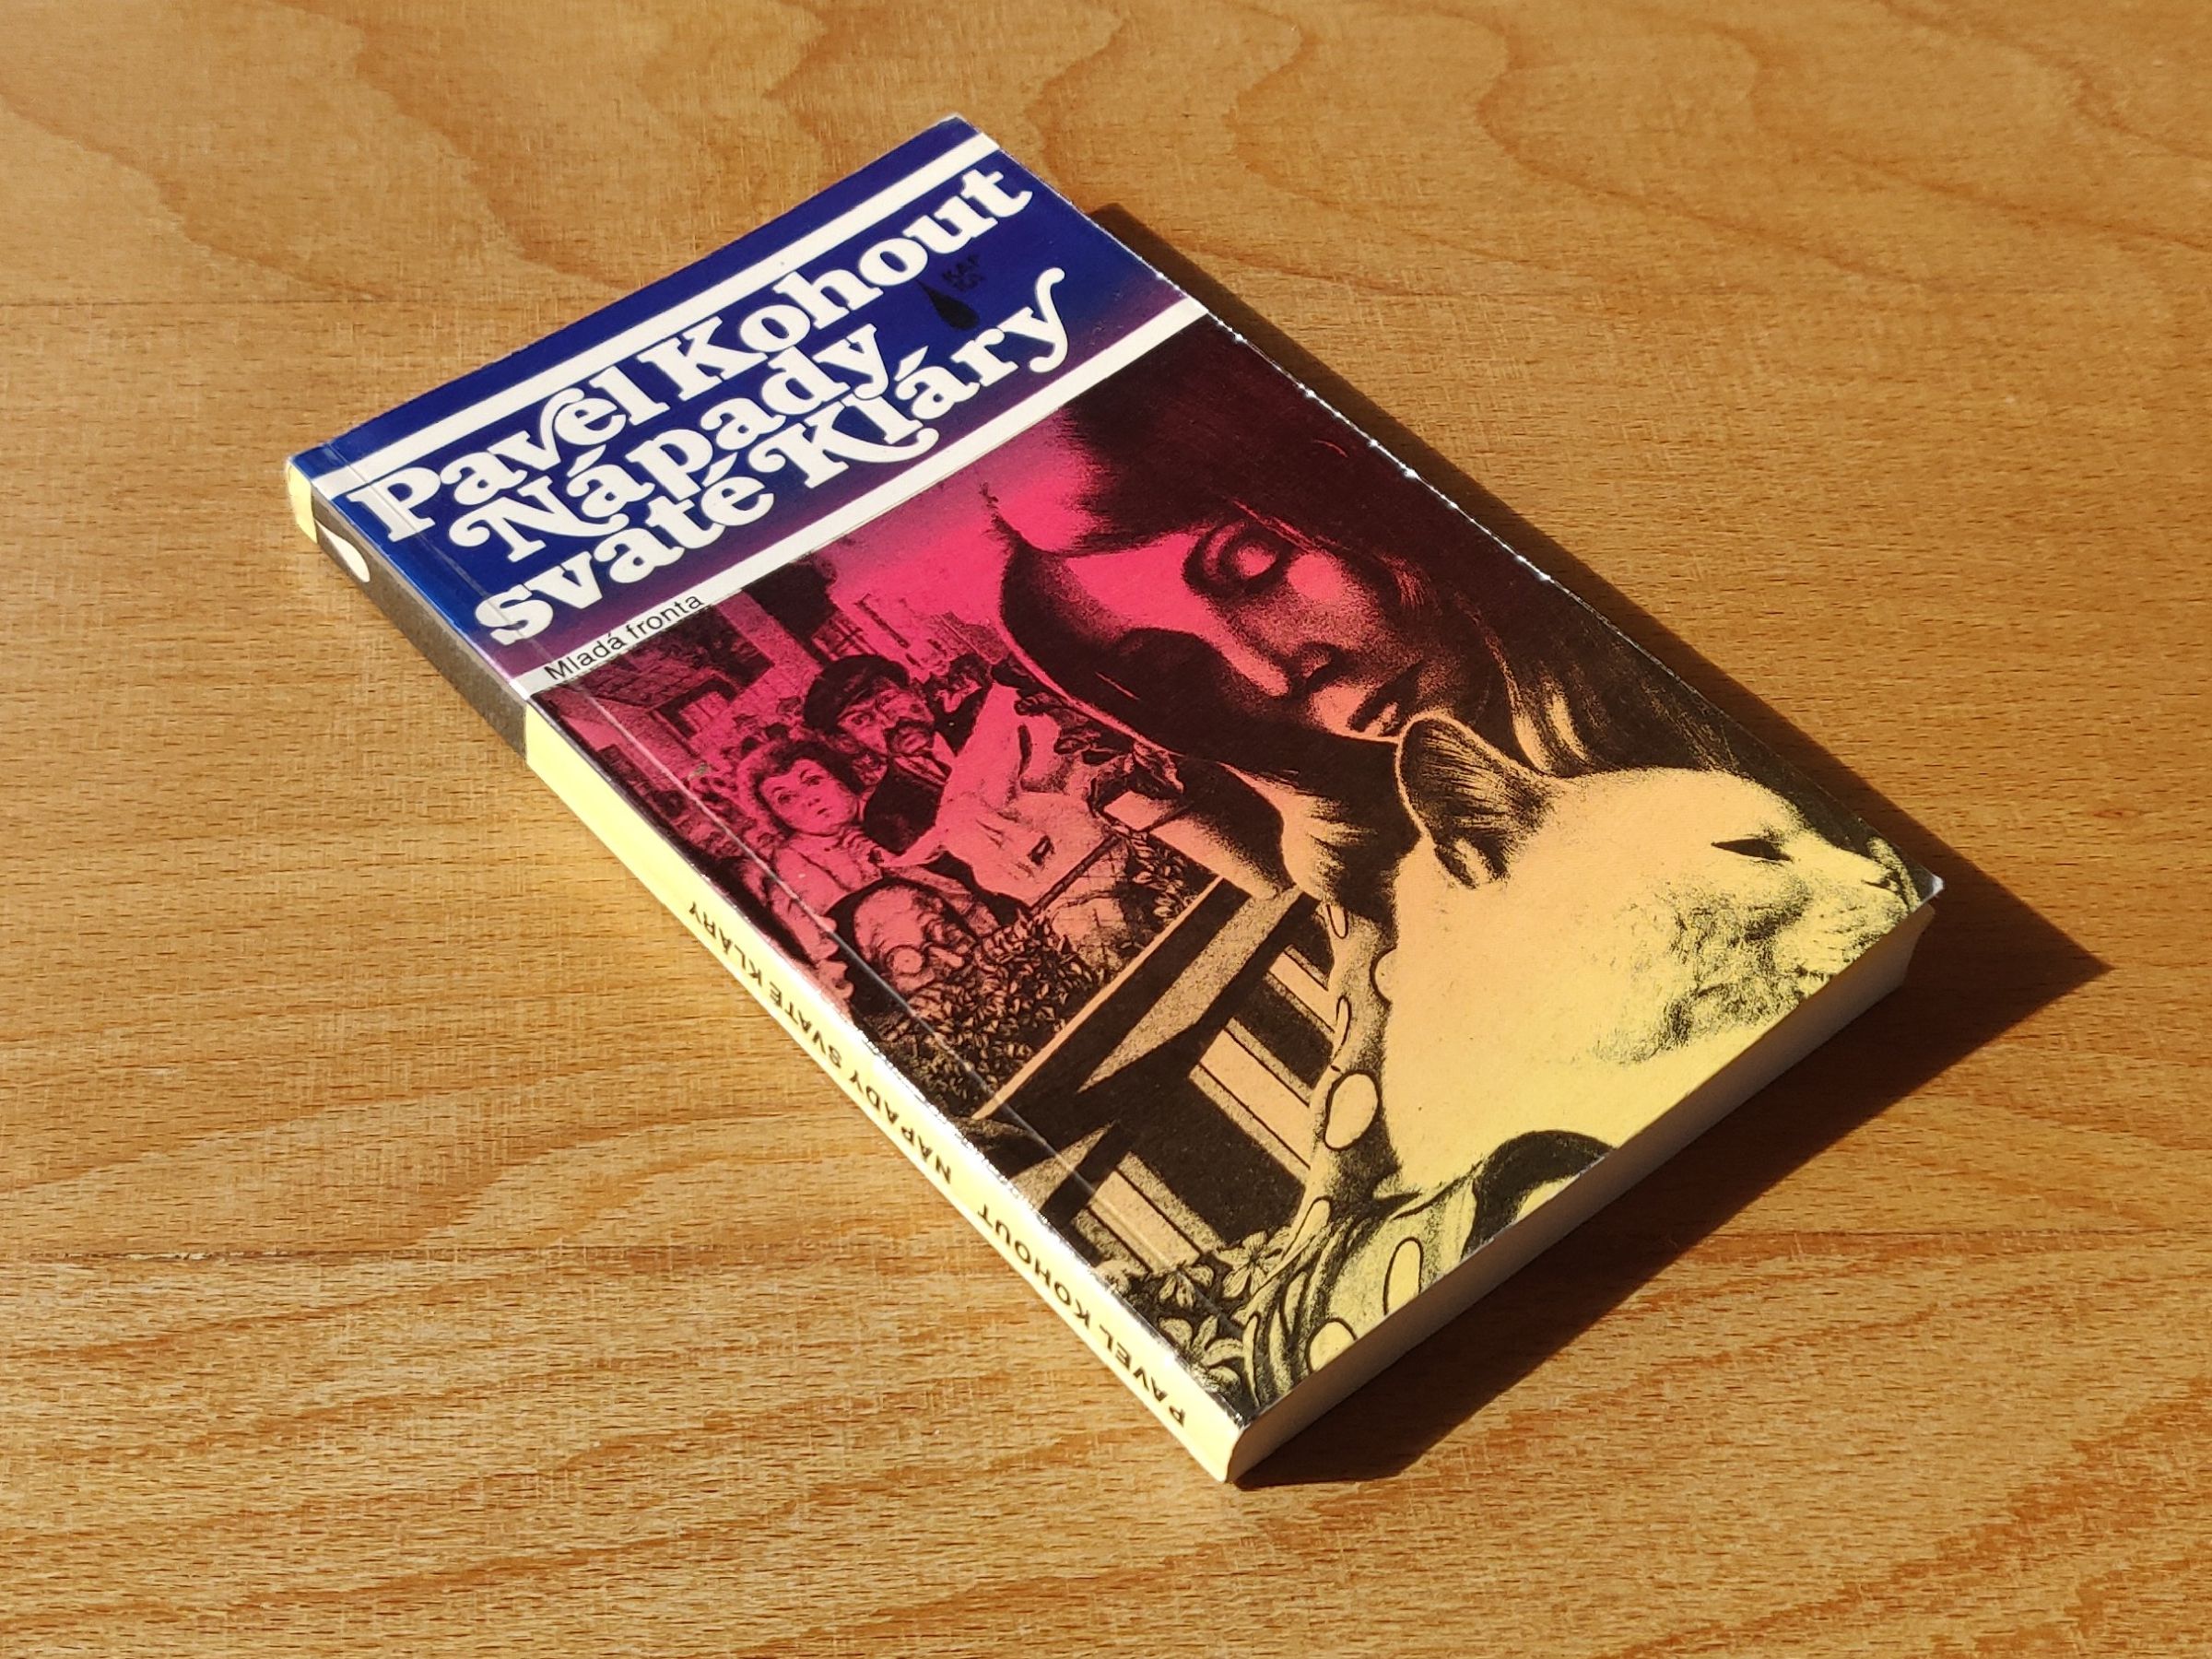 Pavel Kohout
Nápady
svaté Kláry
Mladá fronta
PAVEL KOHOUT NÁPADY SVATÉ KLÁRY